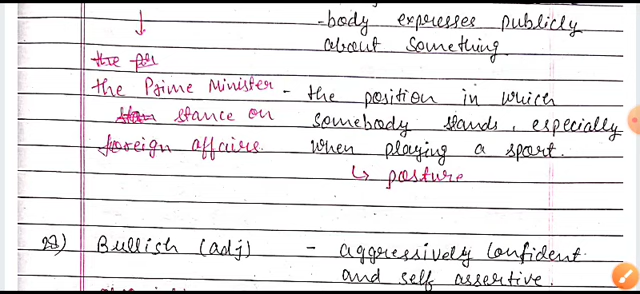 -body expresses publicly
about something.
the
the Prime Minister - the position in which
stance on somebody stands, especially
foreign affairs. when playing a sport.
↳ posture
28) Bullish (adj) - aggressively confident
and self assertive.